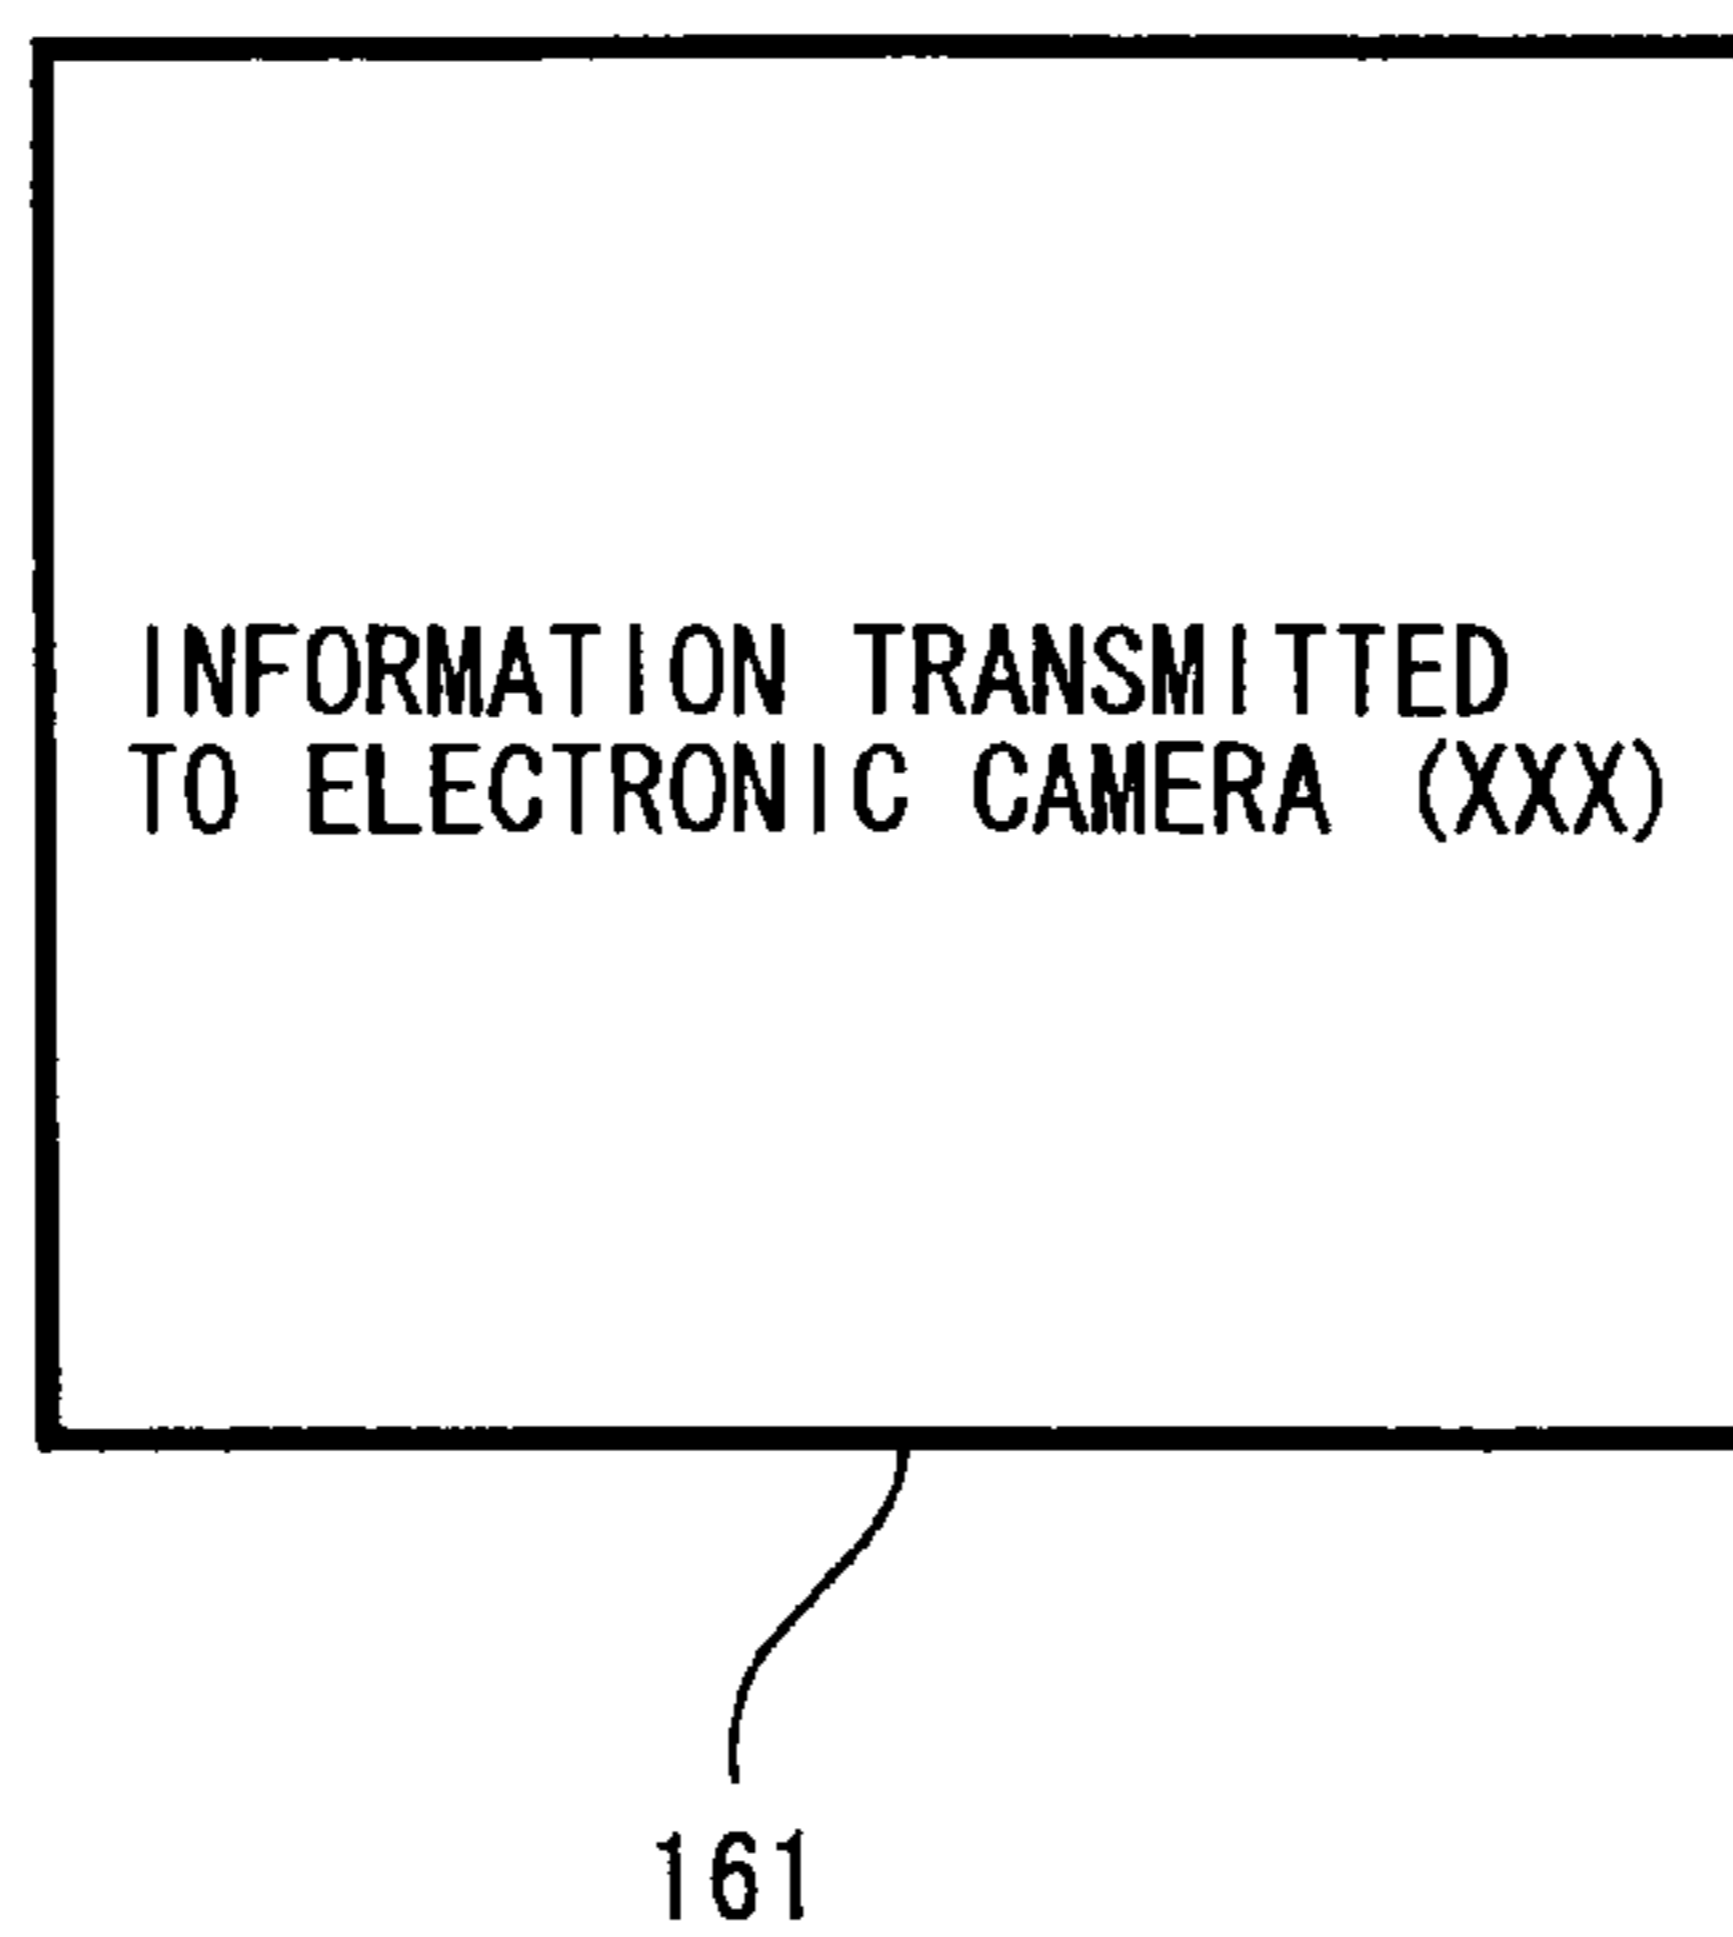 INFORMATION TRANSMITTED
TO ELECTRONIC CAMERA (XXX)
161